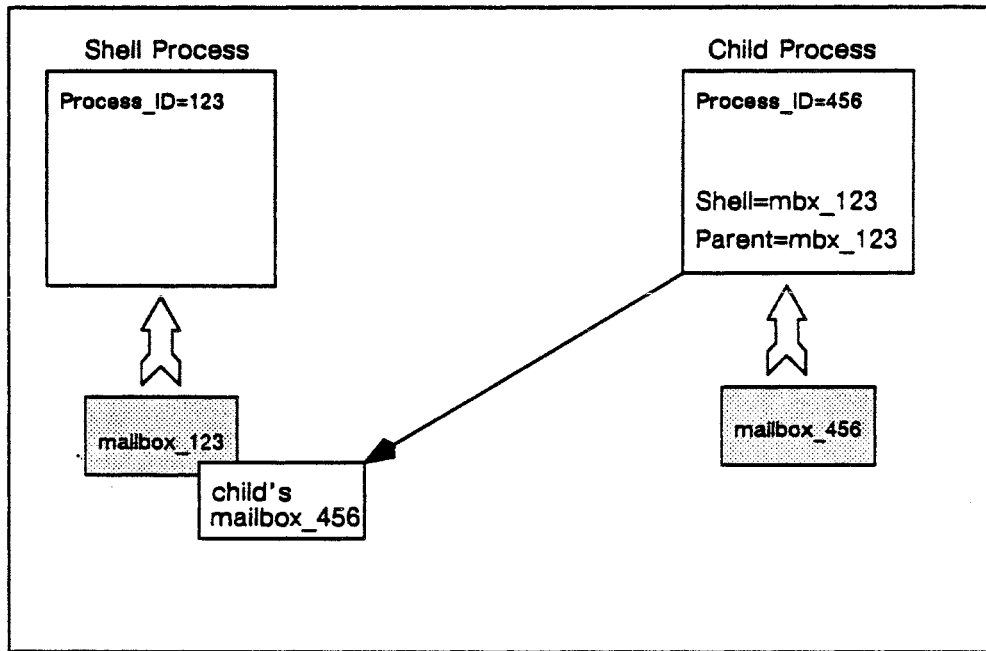 Shell Process
Process_ID=123
mailbox_123
child's
mailbox_456
Child Process
Process_ID=456
Shell=mbx_123
Parent=mbx_123
mailbox_456